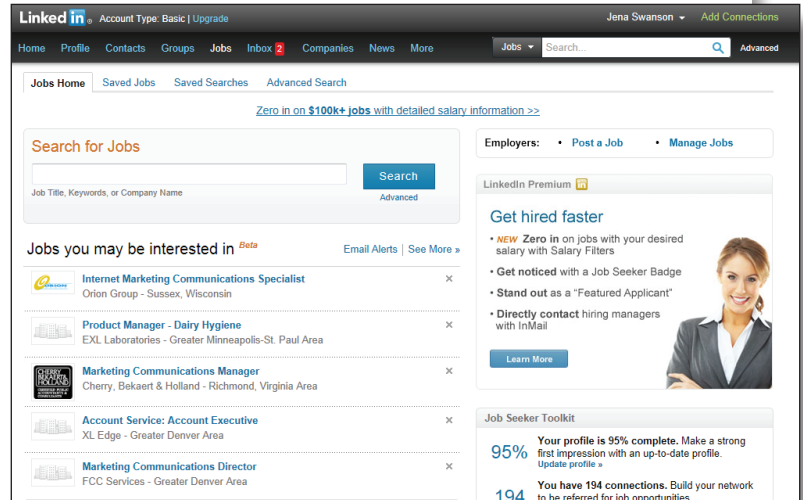 Linked in® Account Type: Basic | Upgrade
Jena Swanson Add Connections
Home Profile Contacts Groups Jobs Inbox 2 Companies News More
Jobs Search... Advanced
Jobs Home Saved Jobs Saved Searches Advanced Search
Zero in on $100k+ jobs with detailed salary information >>
Search for Jobs
Search
Job Title, Keywords, or Company Name
Advanced
Jobs you may be interested in Beta
Email Alerts | See More »
Internet Marketing Communications Specialist
Orion Group - Sussex, Wisconsin
Product Manager - Dairy Hygiene
EXL Laboratories - Greater Minneapolis-St. Paul Area
CHERRY
BEKAERT&
HOLLAND
Marketing Communications Manager
Cherry, Bekaert & Holland - Richmond, Virginia Area
Account Service: Account Executive
XL Edge - Greater Denver Area
Marketing Communications Director
FCC Services - Greater Denver Area
Employers: • Post a Job • Manage Jobs
LinkedIn Premium in
Get hired faster
• NEW Zero in on jobs with your desired
salary with Salary Filters
• Get noticed with a Job Seeker Badge
• Stand out as a “Featured Applicant”
• Directly contact hiring managers
with InMail
Learn More
Job Seeker Toolkit
95%
Your profile is 95% complete. Make a strong
first impression with an up-to-date profile.
Update profile »
194
You have 194 connections. Build your network
to be referred for job opportunities.